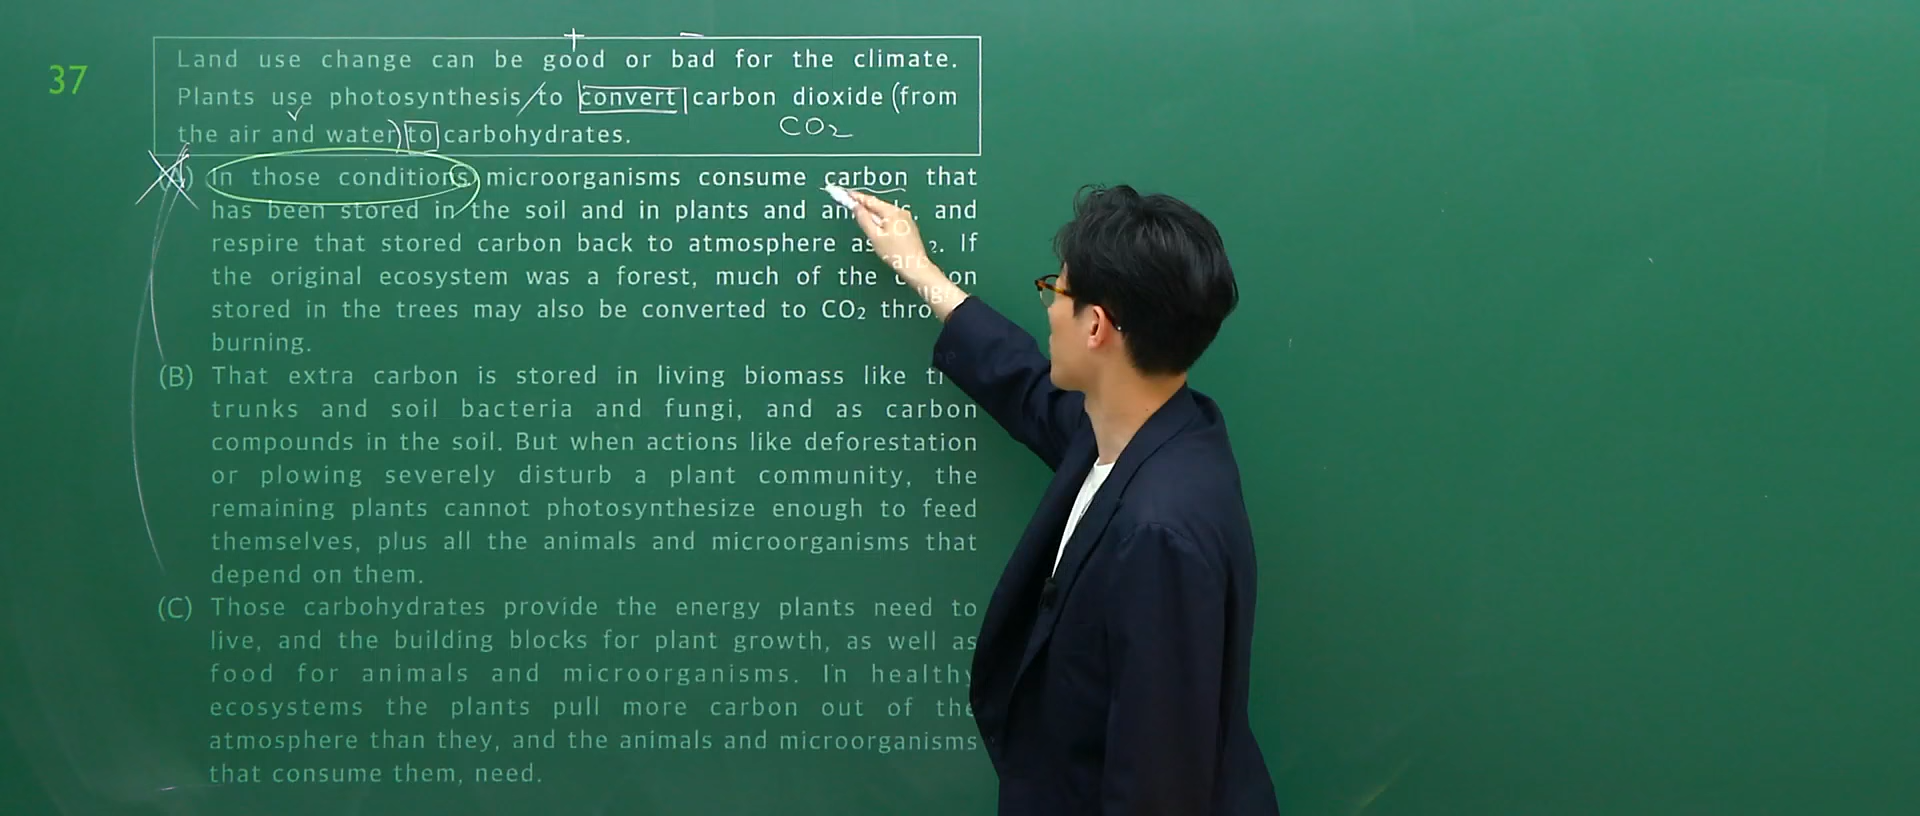 37
Land use change can be good or bad for the climate.
Plants use photosynthesis to convert carbon dioxide (from
the air and water) to carbohydrates.
CO2
(A) In those conditions, microorganisms consume carbon that
has been stored in the soil and in plants and and
respire that stored carbon back to atmosphere as CO₂. If
the original ecosystem was a forest, much of the
stored in the trees may also be converted to CO₂
burning.
(B) That extra carbon is stored in living biomass like
trunks and soil bacteria and fungi, and as carbon
compounds in the soil. But when actions like deforestation
or plowing severely disturb a plant community, the
remaining plants cannot photosynthesize enough to feed
themselves, plus all the animals and microorganisms that
depend on them.
(C) Those carbohydrates provide the energy plants need to
live, and the building blocks for plant growth, as well as
food for animals and microorganisms. In healthy
ecosystems the plants pull more carbon out of the
atmosphere than they, and the animals and microorganisms
that consume them, need.